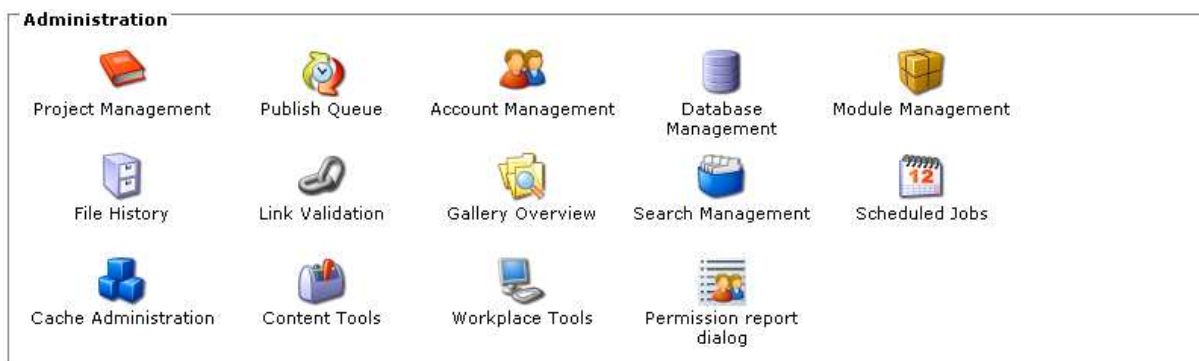 Administration
Project Management
Publish Queue
Account Management
Database
Management
Module Management
File History
Link Validation
Gallery Overview
Search Management
12
Scheduled Jobs
Cache Administration
Content Tools
Workplace Tools
Permission report
dialog